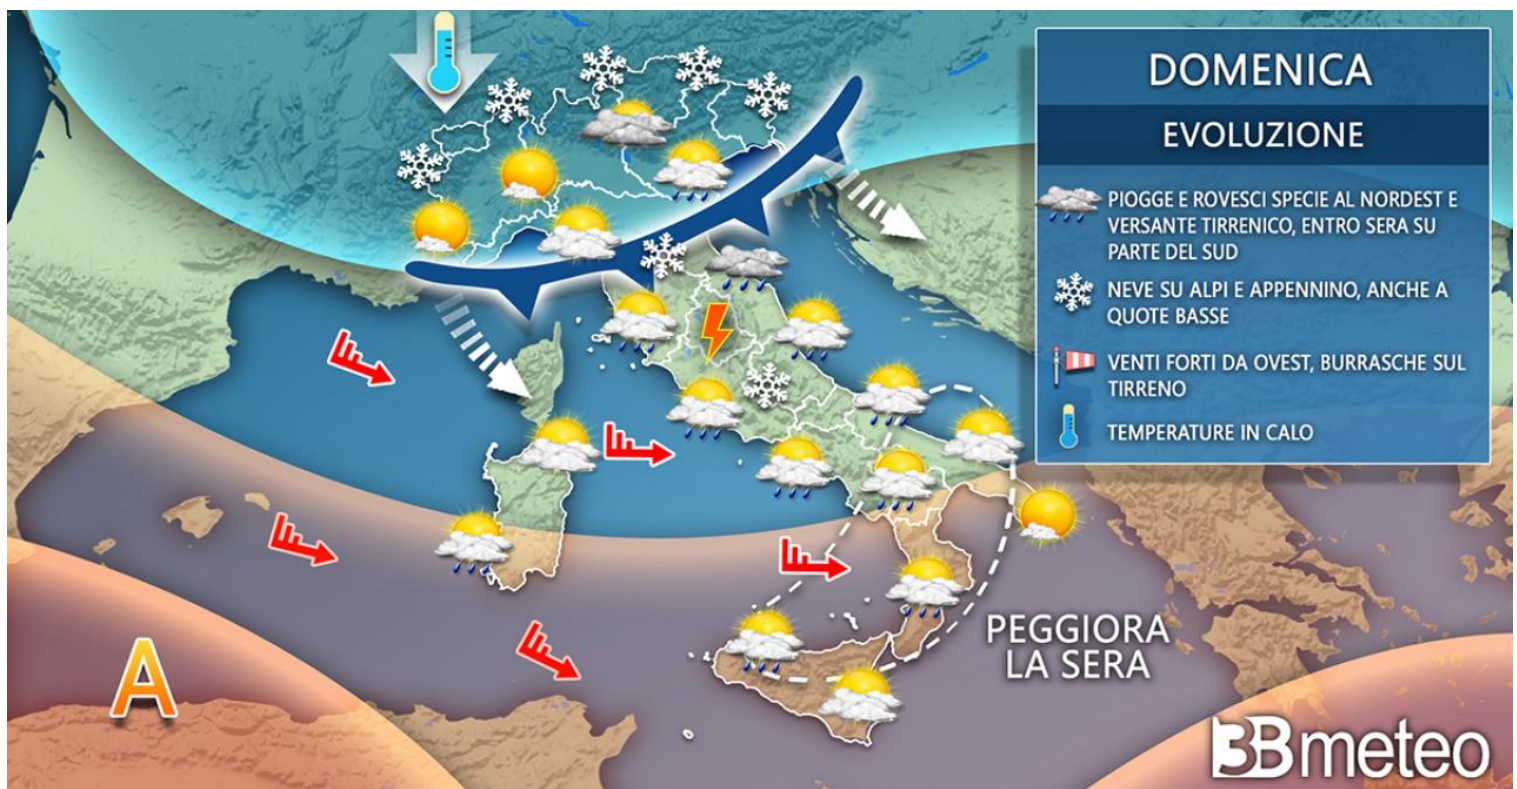 DOMENICA
EVOLUZIONE
PIOGGE E ROVESCI SPECIE AL NORDEST E
VERSANTE TIRRENICO, ENTRO SERA SU
PARTE DEL SUD
NEVE SU ALPI E APPENNINO, ANCHE A
QUOTE BASSE
VENTI FORTI DA OVEST, BURRASCHE SUL
TIRRENO
TEMPERATURE IN CALO
PEGGIORA
LA SERA
A
3Bmeteo